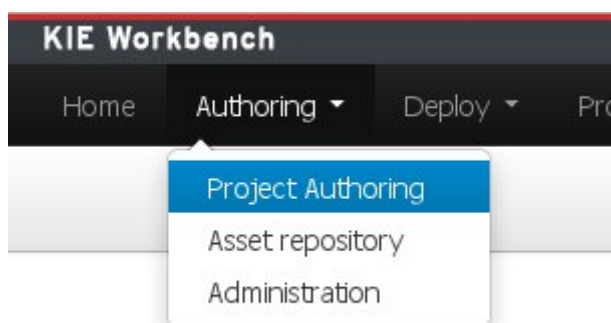 KIE Workbench
Home Authoring Deploy
Project Authoring
Asset repository
Administration